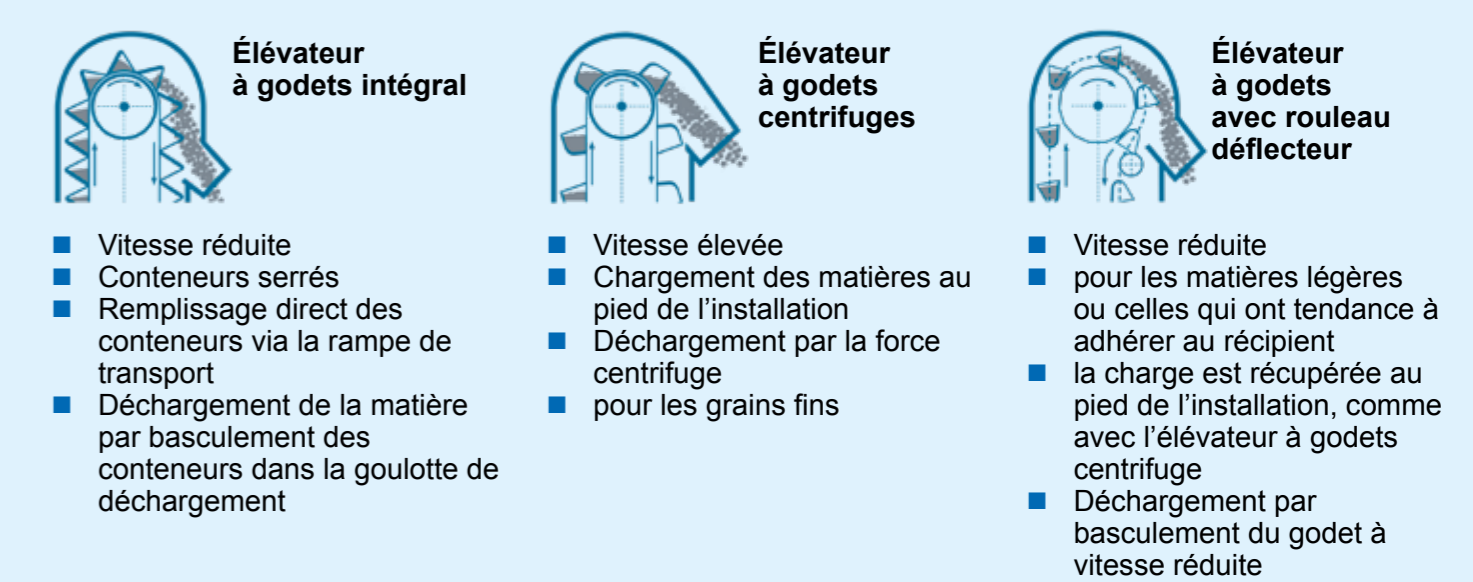 Élévateur
à godets intégral
■ Vitesse réduite
■ Conteneurs serrés
■ Remplissage direct des
conteneurs via la rampe de
transport
■ Déchargement de la matière
par basculement des
conteneurs dans la goulotte de
déchargement
Élévateur
à godets
centrifuges
■ Vitesse élevée
■ Chargement des matières au
pied de l’installation
■ Déchargement par la force
centrifuge
■ pour les grains fins
Élévateur
à godets
avec rouleau
déflecteur
■ Vitesse réduite
■ pour les matières légères
ou celles qui ont tendance à
adhérer au récipient
■ la charge est récupérée au
pied de l’installation, comme
avec l’élévateur à godets
centrifuge
■ Déchargement par
basculement du godet à
vitesse réduite